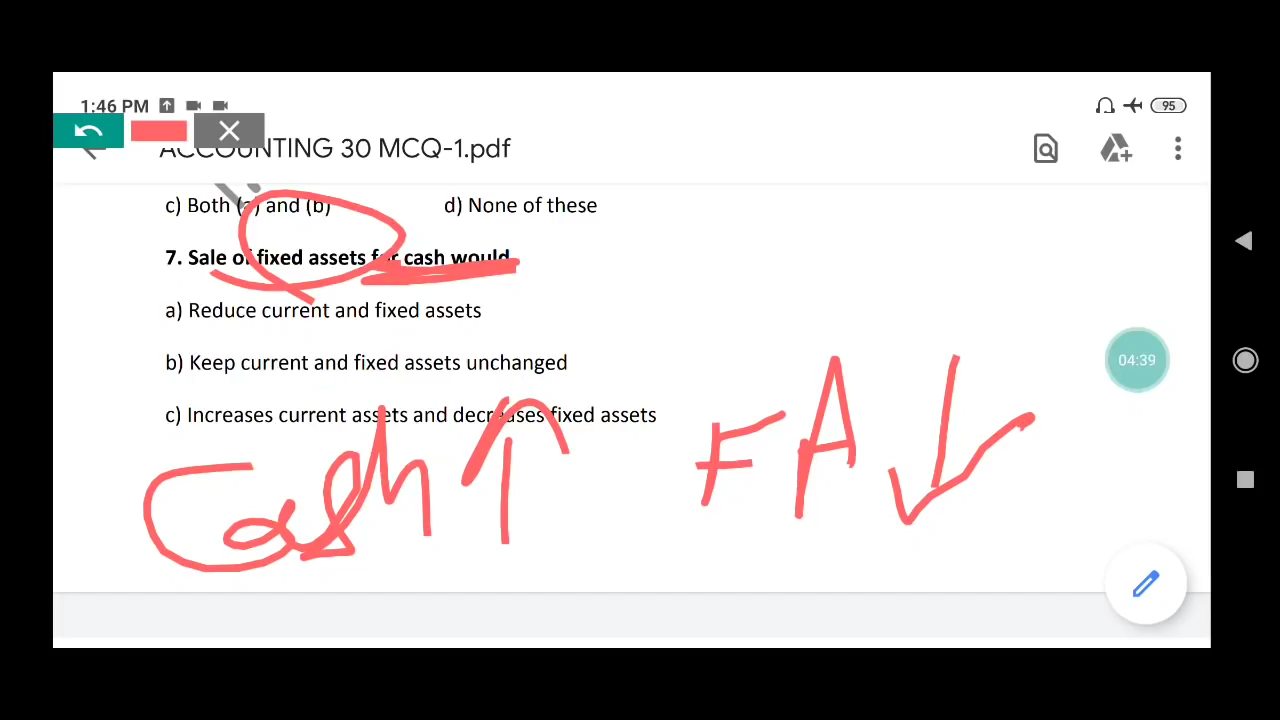 1:46 PM 95
ACCOUNTING 30 MCQ-1.pdf
c) Both (a) and (b) d) None of these
7. Sale of fixed assets for cash would
a) Reduce current and fixed assets
b) Keep current and fixed assets unchanged
04:39
c) Increases current assets and decreases fixed assets
Cash ↑ FA ↓